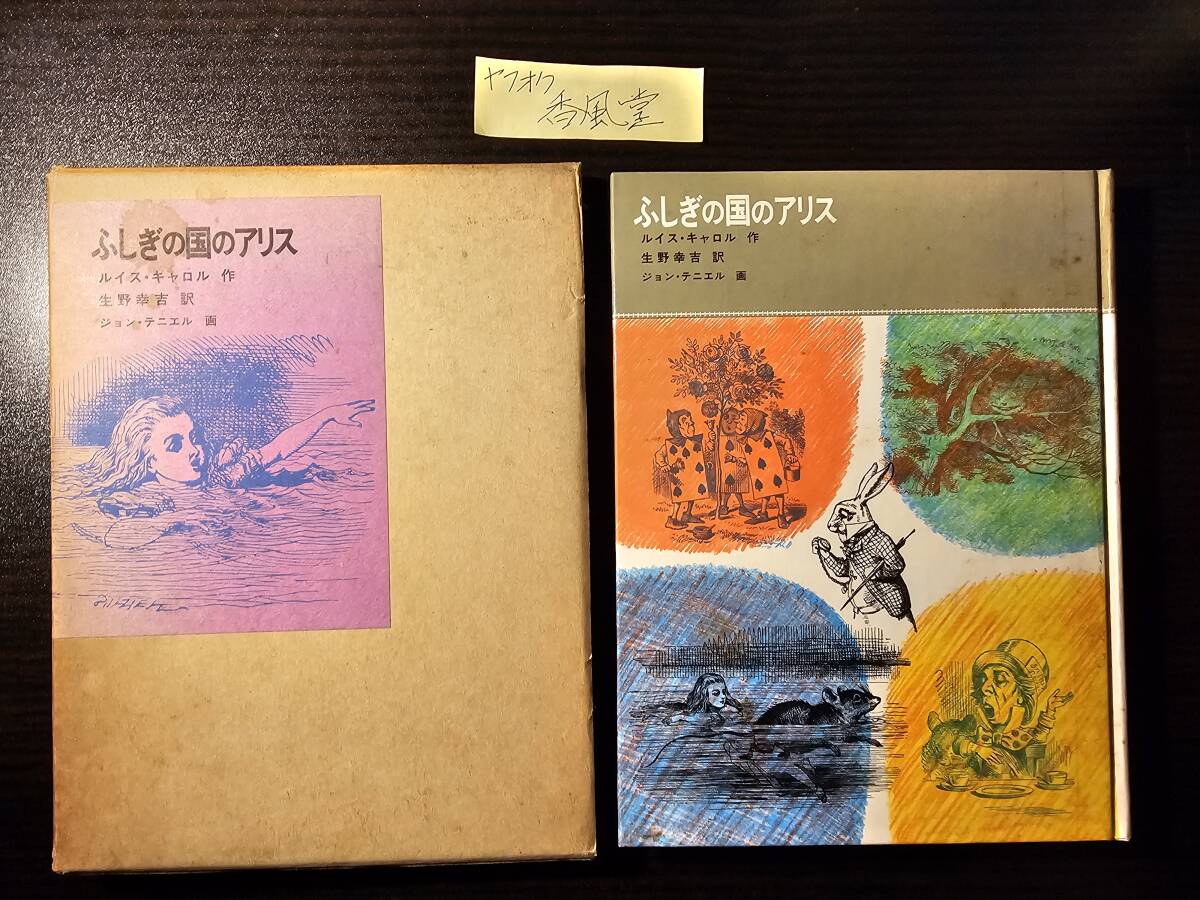 ヤフオク
香風堂
ふしぎの国のアリス
ルイス・キャロル 作
生野幸吉 訳
ジョン・テニエル 画
ふしぎの国のアリス
ルイス・キャロル 作
生野幸吉 訳
ジョン・テニエル 画